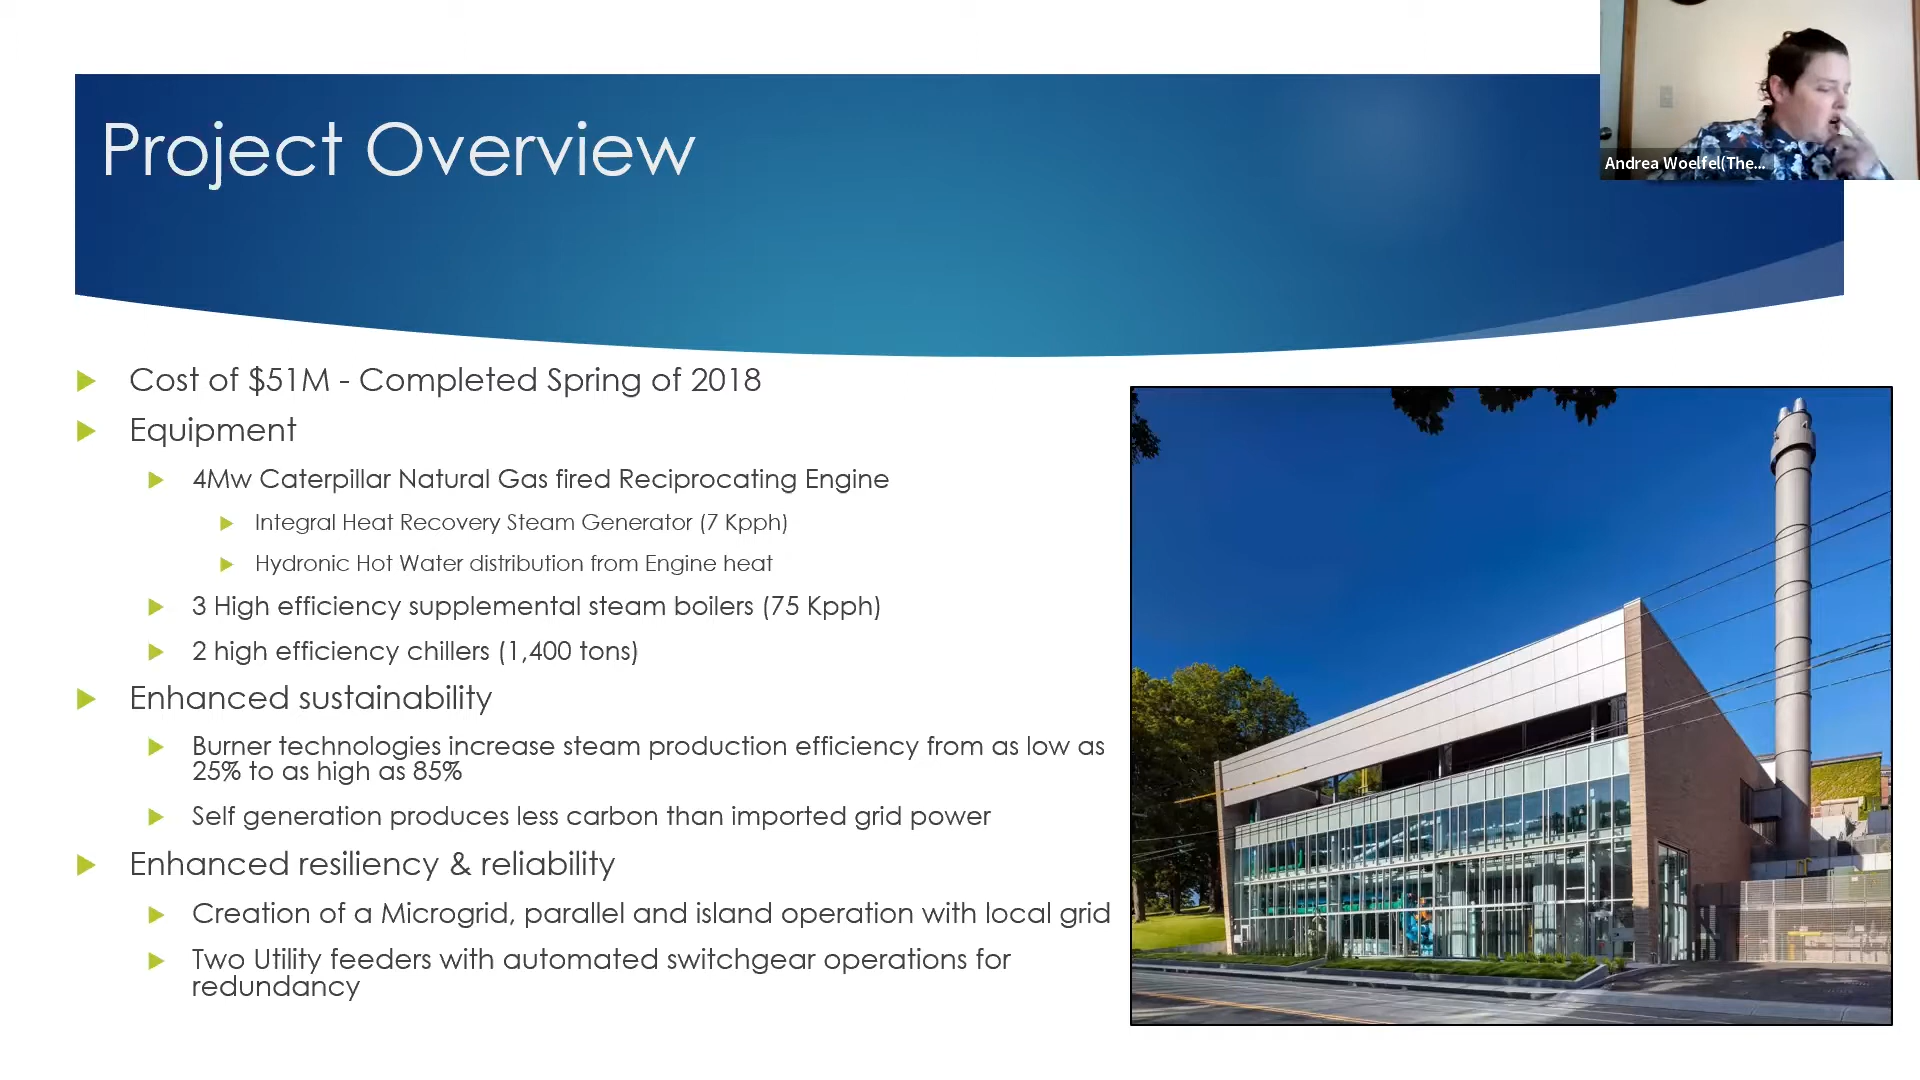 Project Overview
Andrea Woelfel(The...
Cost of $51M - Completed Spring of 2018
Equipment
4Mw Caterpillar Natural Gas fired Reciprocating Engine
Integral Heat Recovery Steam Generator (7 Kpph)
Hydronic Hot Water distribution from Engine heat
3 High efficiency supplemental steam boilers (75 Kpph)
2 high efficiency chillers (1,400 tons)
Enhanced sustainability
Burner technologies increase steam production efficiency from as low as
25% to as high as 85%
Self generation produces less carbon than imported grid power
Enhanced resiliency & reliability
Creation of a Microgrid, parallel and island operation with local grid
Two Utility feeders with automated switchgear operations for
redundancy